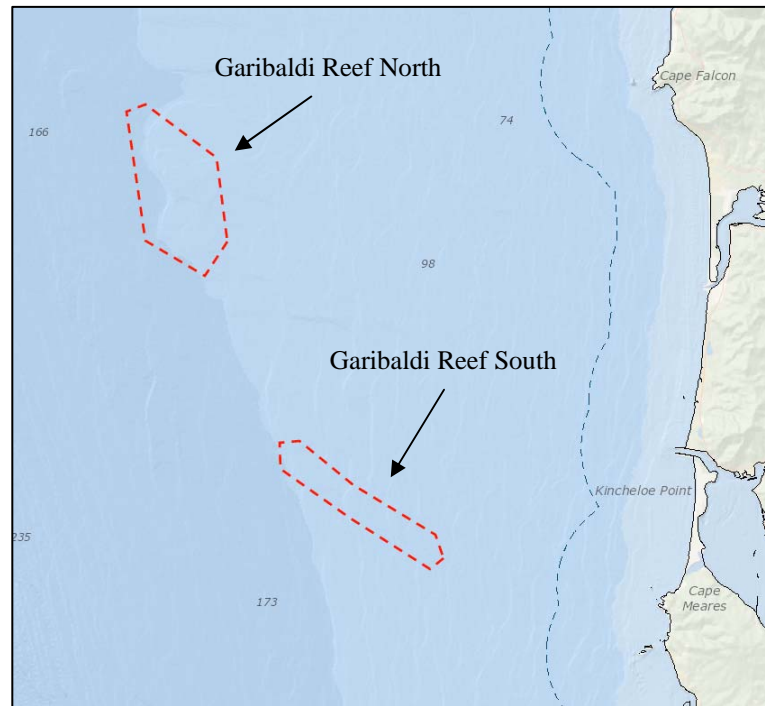 Garibaldi Reef North
Cape Falcon
166
74
98
Garibaldi Reef South
Kincheloe Point
235
173
Cape
Meares